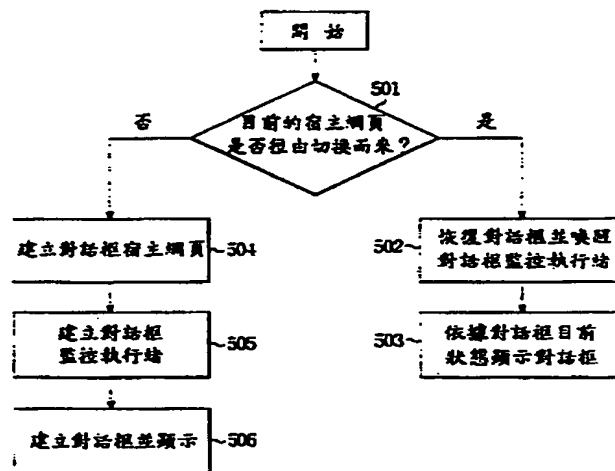 開始
501
目前的宿主網頁
是否徑由切換而來?
否
是
建立對話框宿主網頁
504
502
恢復對話框並喚醒
對話框監控執行緒
建立對話框
監控執行緒
505
503
依據對話框目前
狀態顯示對話框
建立對話框並顯示
506